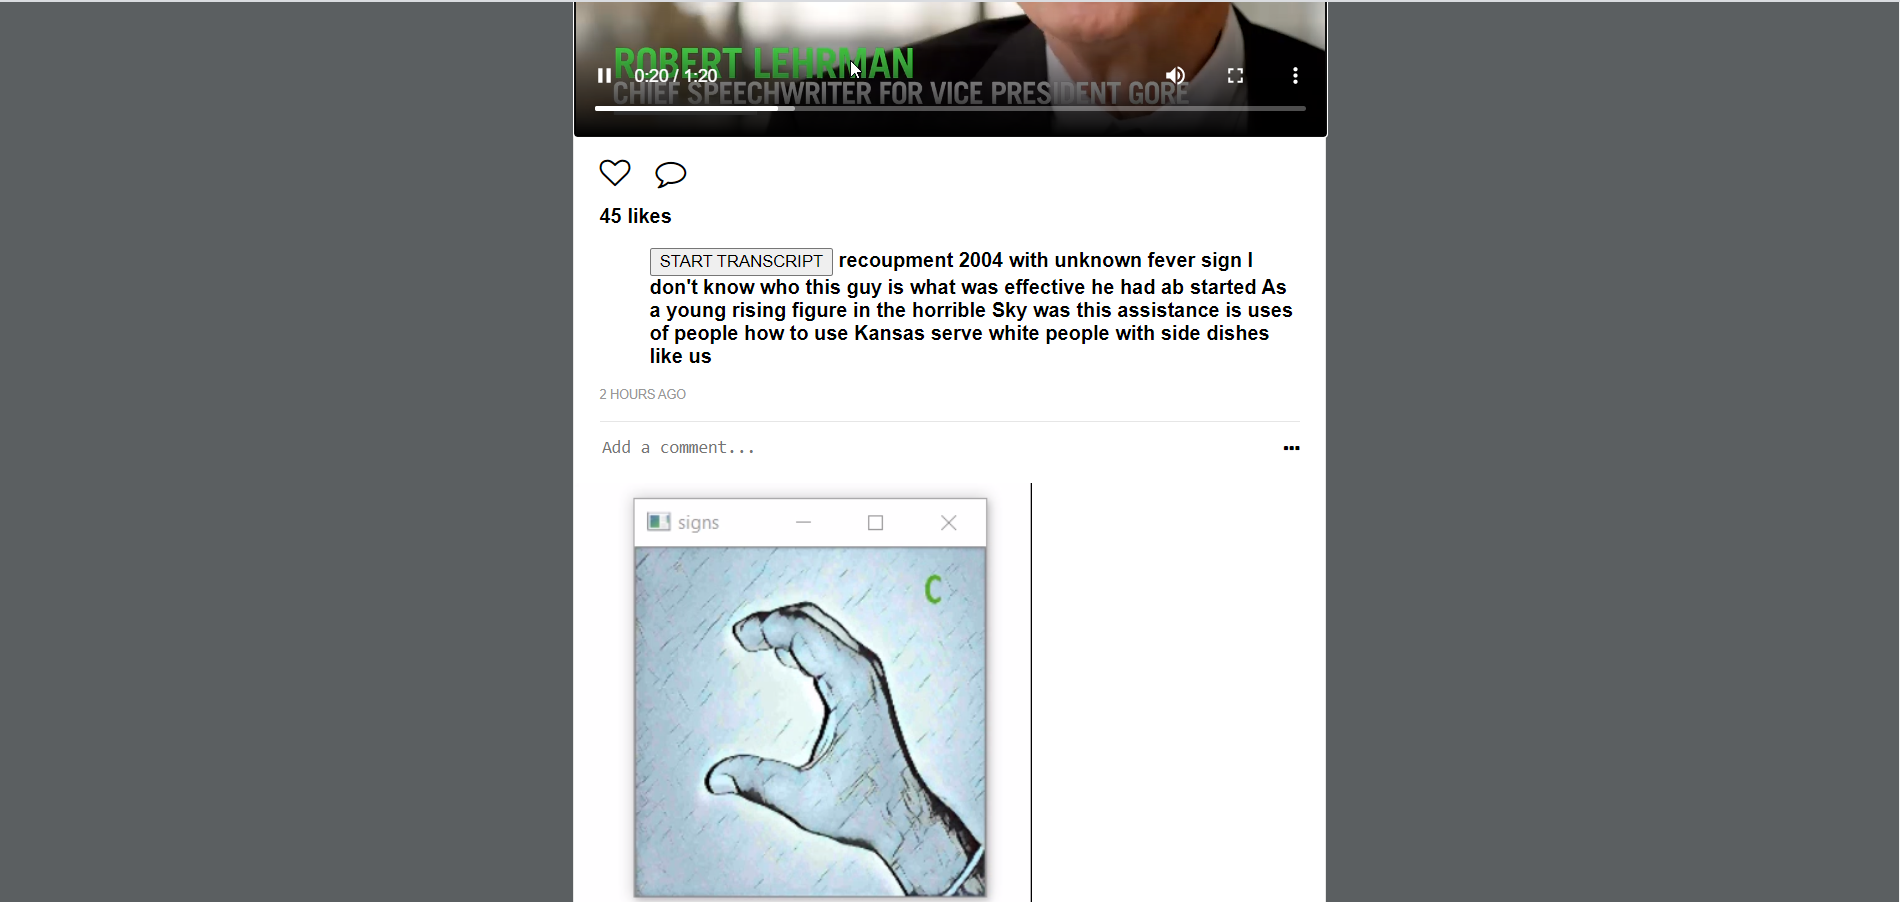 ROBERT LEHRMAN
0:20 / 1:20
CHIEF SPEECHWRITER FOR VICE PRESIDENT GORE
45 likes
START TRANSCRIPT recoupment 2004 with unknown fever sign I
don't know who this guy is what was effective he had ab started As
a young rising figure in the horrible Sky was this assistance is uses
of people how to use Kansas serve white people with side dishes
like us
2 HOURS AGO
Add a comment...
signs
C